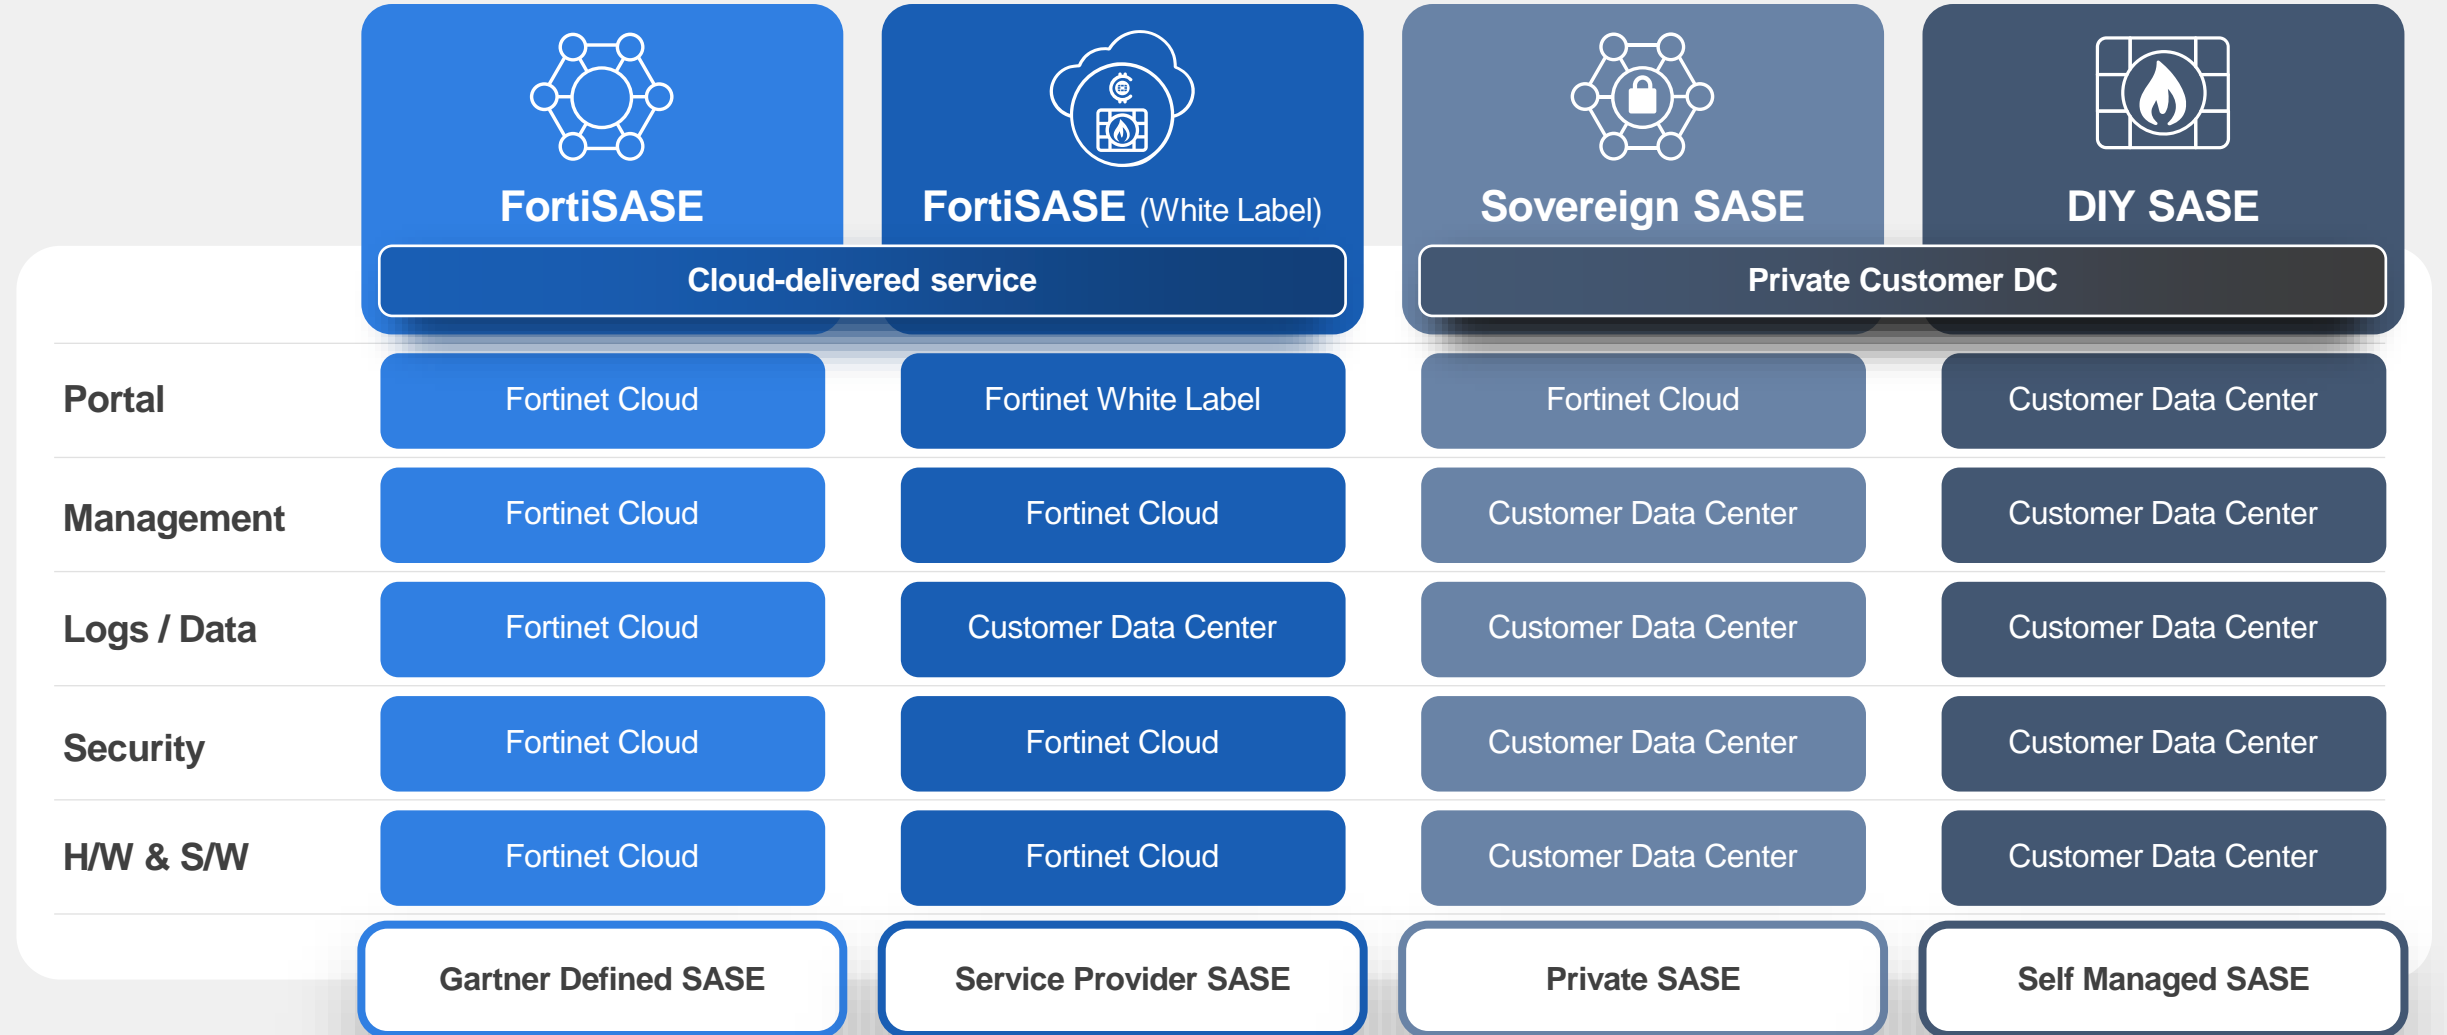 FortiSASE
FortiSASE (White Label)
Sovereign SASE
DIY SASE
Cloud-delivered service
Private Customer DC
Portal
Fortinet Cloud
Fortinet White Label
Fortinet Cloud
Customer Data Center
Management
Fortinet Cloud
Fortinet Cloud
Customer Data Center
Customer Data Center
Logs / Data
Fortinet Cloud
Customer Data Center
Customer Data Center
Customer Data Center
Security
Fortinet Cloud
Fortinet Cloud
Customer Data Center
Customer Data Center
H/W & S/W
Fortinet Cloud
Fortinet Cloud
Customer Data Center
Customer Data Center
Gartner Defined SASE
Service Provider SASE
Private SASE
Self Managed SASE